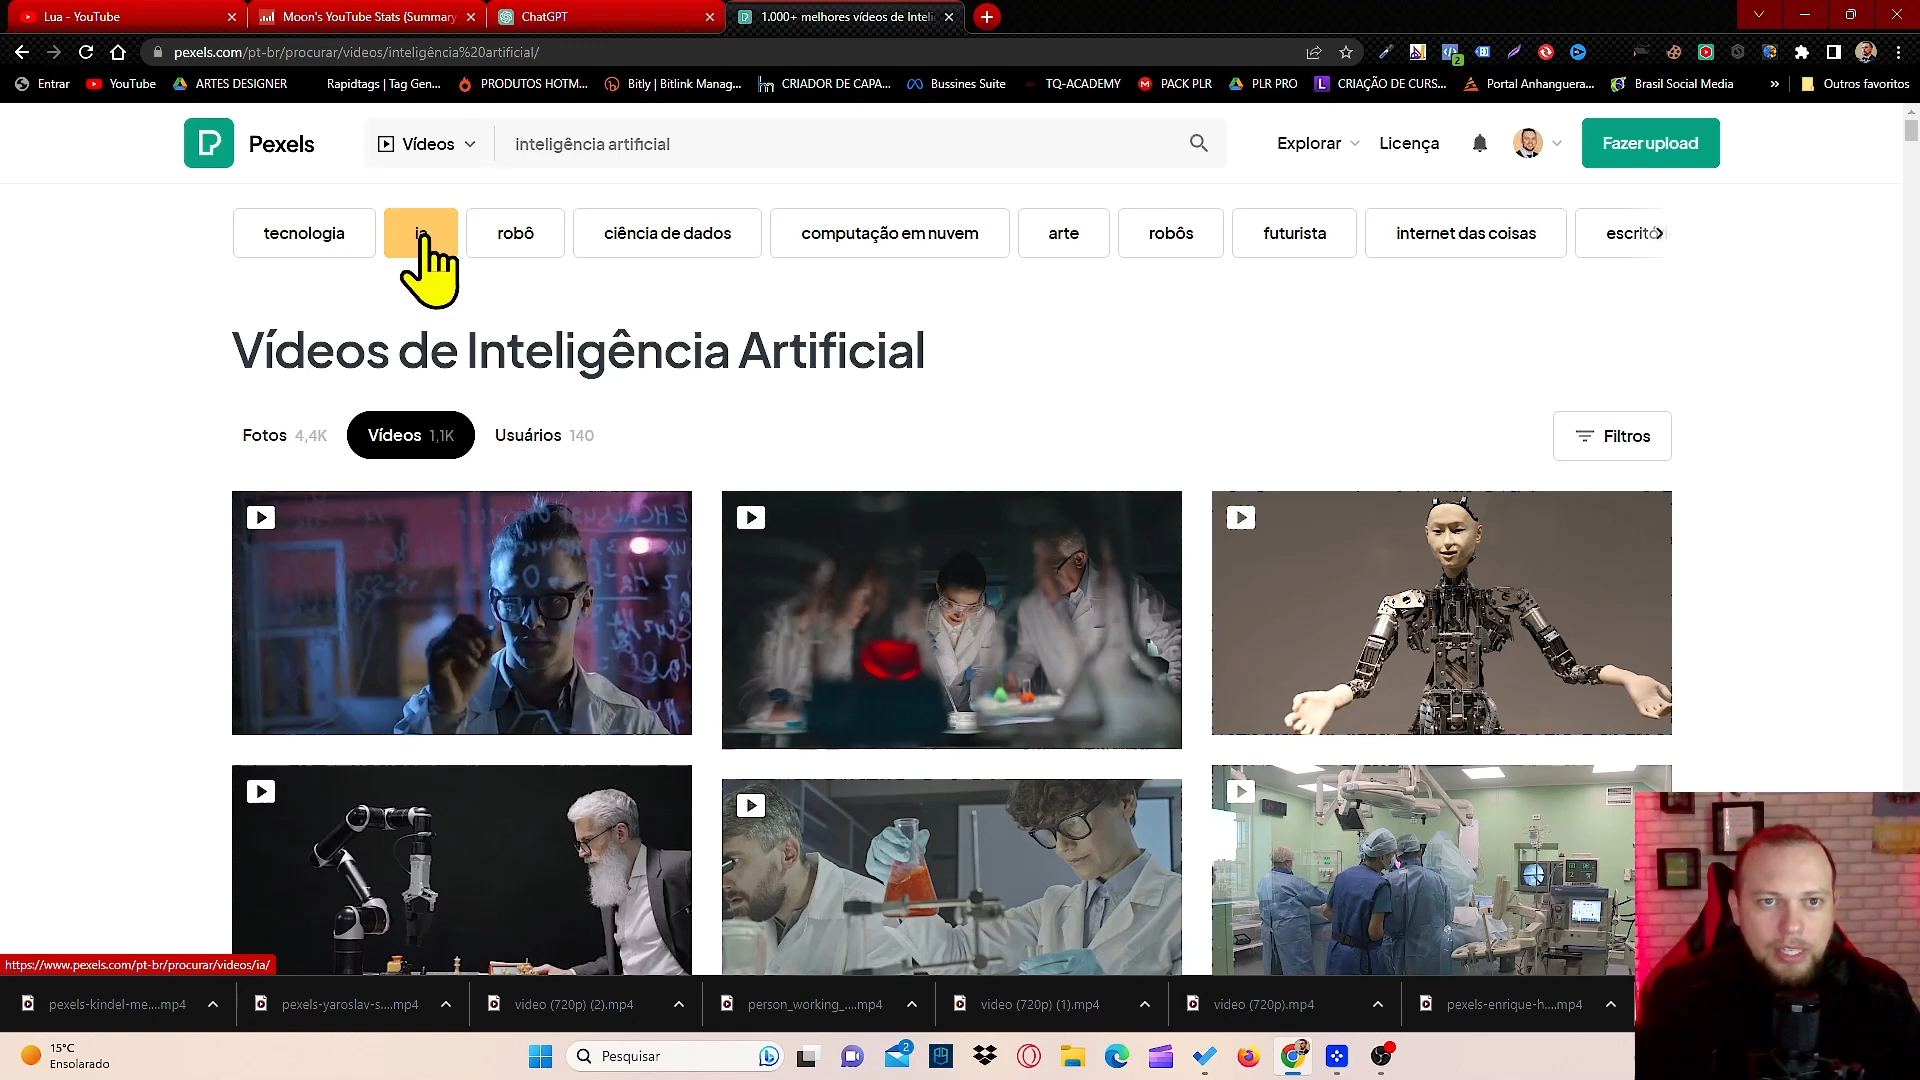 Lua - YouTube
Moon's YouTube Stats (Summary
ChatGPT
1.000+ melhores vídeos de Inteli
pexels.com/pt-br/procurar/videos/inteligência%20artificial/
2
Entrar
YouTube
ARTES DESIGNER
Rapidtags | Tag Gen...
PRODUTOS HOTM...
Bitly | Bitlink Manag...
CRIADOR DE CAPA...
Bussines Suite
TQ-ACADEMY
PACK PLR
PLR PRO
CRIAÇÃO DE CURS...
Portal Anhanguera...
Brasil Social Media
»
Outros favoritos
Pexels
Vídeos
inteligência artificial
Explorar
Licença
Fazer upload
tecnologia
ia
robô
ciência de dados
computação em nuvem
arte
robôs
futurista
internet das coisas
escritó
Vídeos de Inteligência Artificial
Fotos 4,4K
Vídeos 1,1K
Usuários 140
Filtros
https://www.pexels.com/pt-br/procurar/videos/ia/
pexels-kindel-me....mp4
pexels-yaroslav-s....mp4
video (720p) (2).mp4
person_working_....mp4
video (720p) (1).mp4
video (720p).mp4
pexels-enrique-h....mp4
15°C
Ensolarado
Pesquisar
2